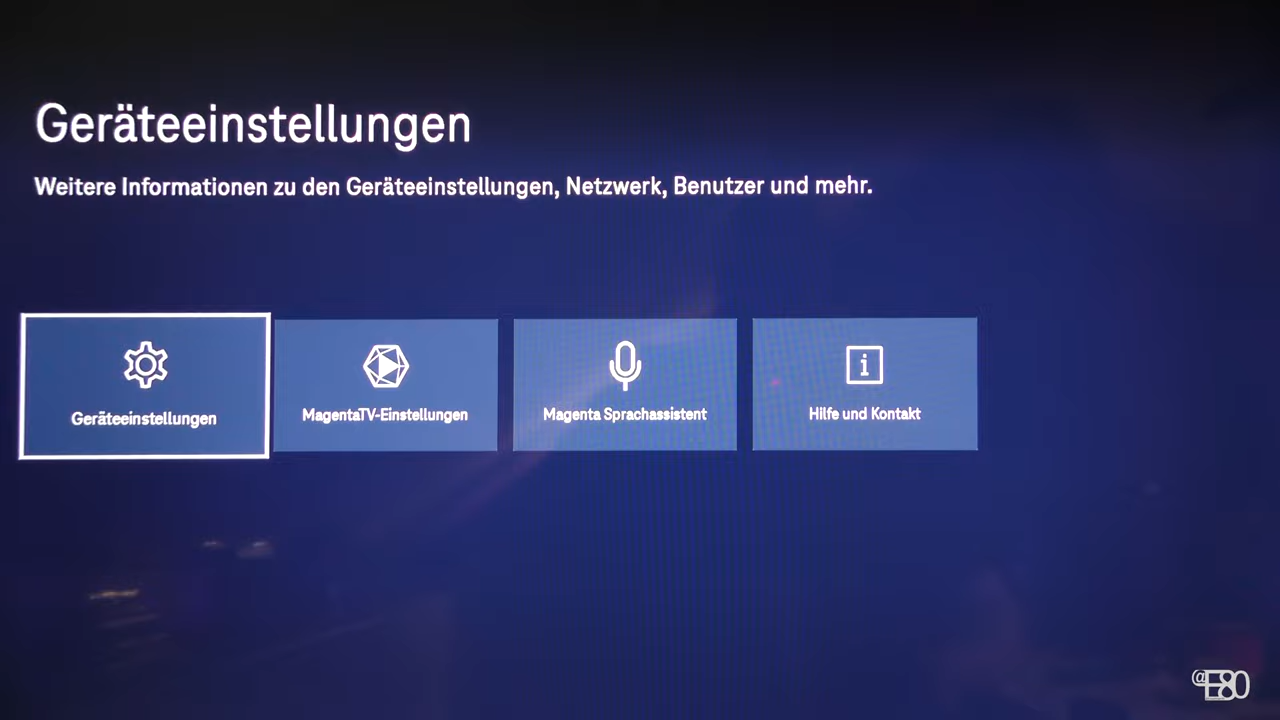 Geräteeinstellungen
Weitere Informationen zu den Geräteeinstellungen, Netzwerk, Benutzer und mehr.
Geräteeinstellungen
MagentaTV-Einstellungen
Magenta Sprachassistent
Hilfe und Kontakt
@E80